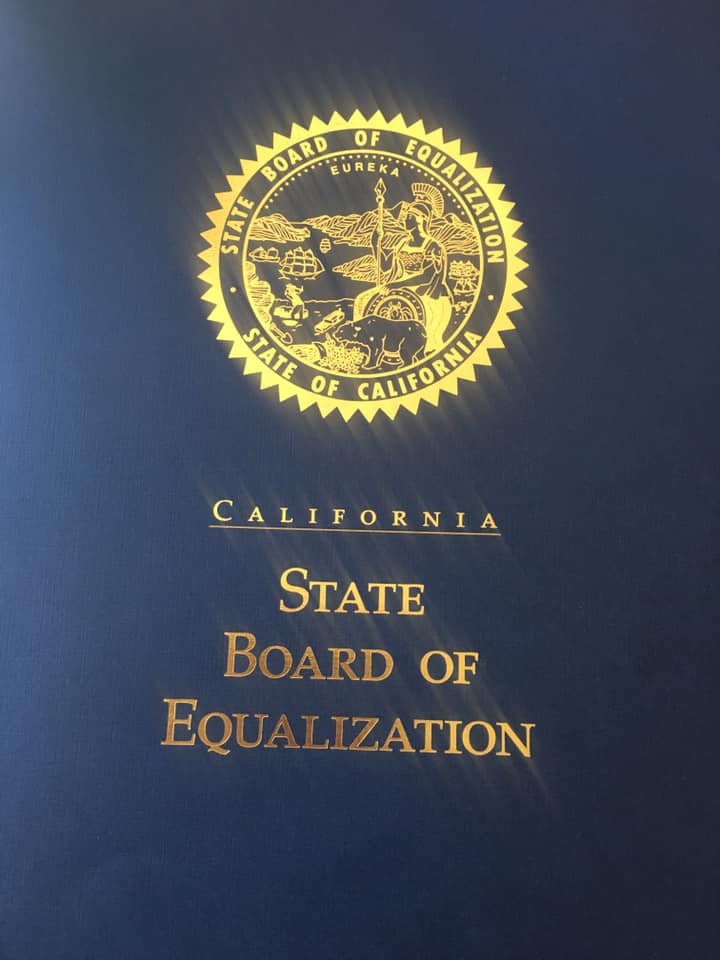 STATE BOARD OF EQUALIZATION
EUREKA
STATE OF CALIFORNIA
CALIFORNIA
STATE
BOARD OF
EQUALIZATION